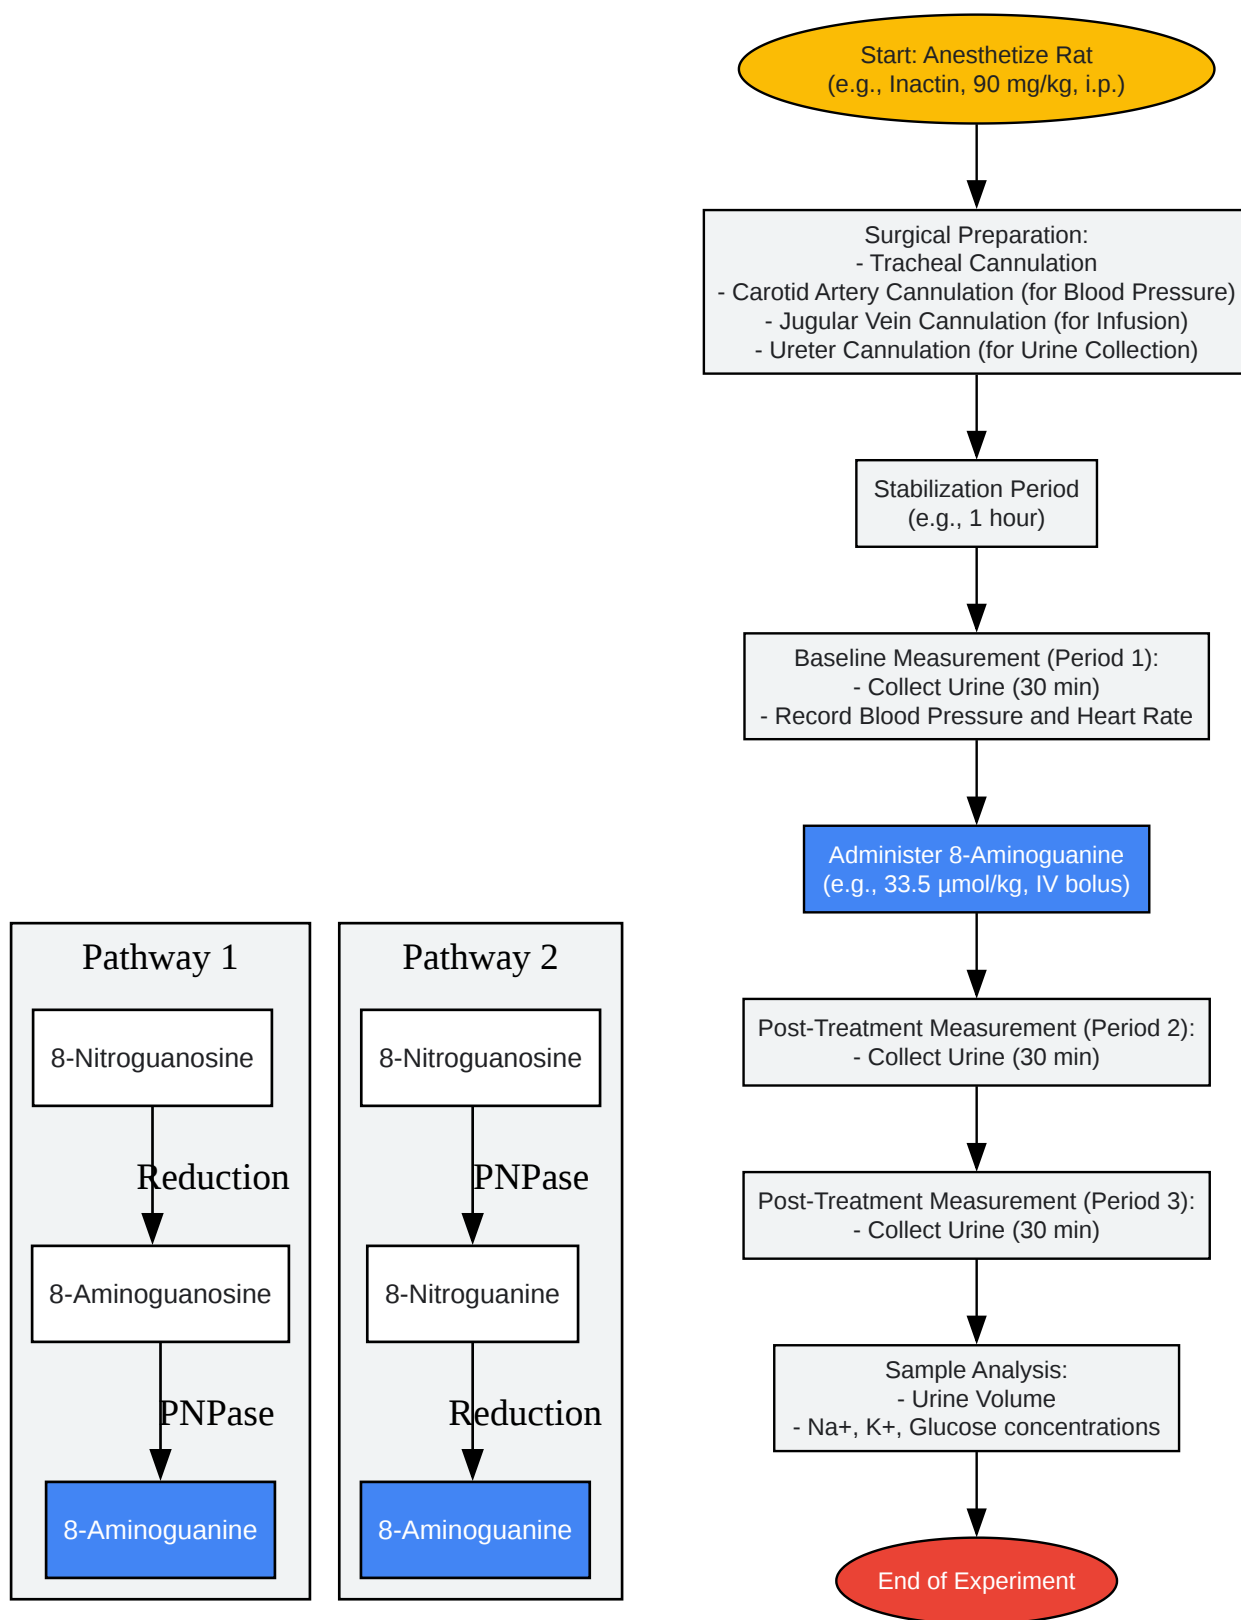 Start: Anesthetize Rat
(e.g., Inactin, 90 mg/kg, i.p.)
Surgical Preparation:
- Tracheal Cannulation
- Carotid Artery Cannulation (for Blood Pressure)
- Jugular Vein Cannulation (for Infusion)
- Ureter Cannulation (for Urine Collection)
Stabilization Period
(e.g., 1 hour)
Baseline Measurement (Period 1):
- Collect Urine (30 min)
- Record Blood Pressure and Heart Rate
Administer 8-Aminoguanine
(e.g., 33.5 µmol/kg, IV bolus)
Post-Treatment Measurement (Period 2):
- Collect Urine (30 min)
Post-Treatment Measurement (Period 3):
- Collect Urine (30 min)
Sample Analysis:
- Urine Volume
- Na+, K+, Glucose concentrations
End of Experiment
Pathway 1
8-Nitroguanosine
Reduction
8-Aminoguanosine
PNPase
8-Aminoguanine
Pathway 2
8-Nitroguanosine
PNPase
8-Nitroguanine
Reduction
8-Aminoguanine